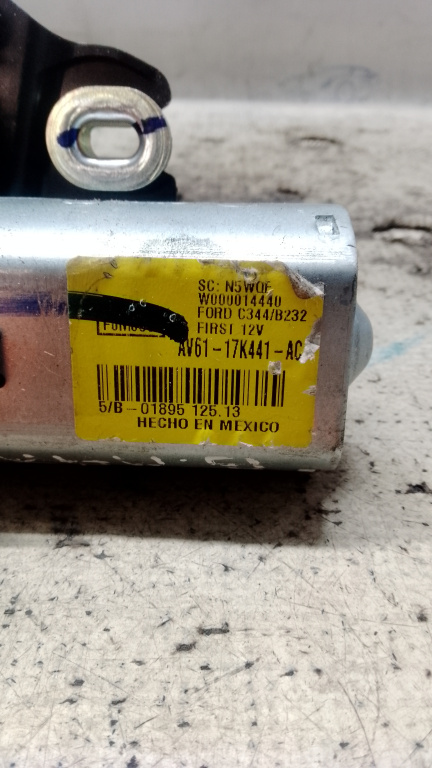 SC: N5WQF
W000014440
FORD C344/B232
FIRST 12V
AV61-17K441-AC
5/B-01895 125.13
HECHO EN MEXICO